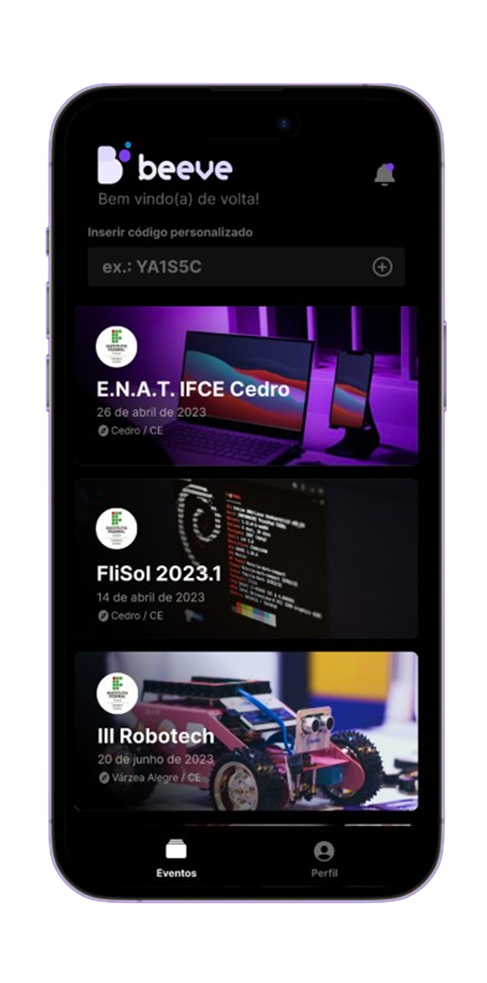 beeve
Bem vindo(a) de volta!
Inserir código personalizado
ex.: YA1S5C
E.N.A.T. IFCE Cedro
26 de abril de 2023
Cedro / CE
FliSol 2023.1
14 de abril de 2023
Cedro / CE
beeve
III Robotech
20 de junho de 2023
Várzea Alegre / CE
Eventos
Perfil